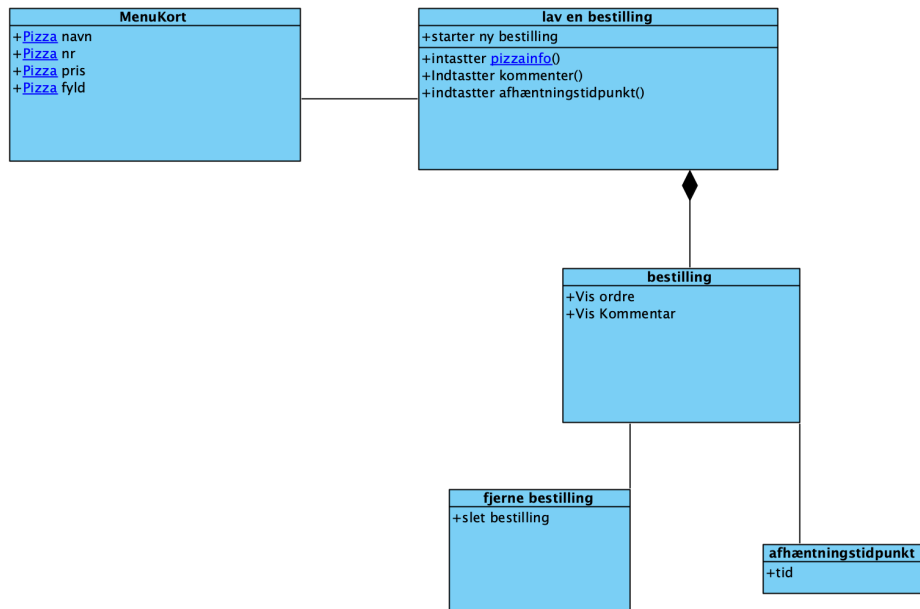 MenuKort
+Pizza navn
+Pizza nr
+Pizza pris
+Pizza fyld
lav en bestilling
+starter ny bestilling
+intastter pizzainfo()
+Indtastter kommenter()
+indtastter afhæntningstidpunkt()
bestilling
+Vis ordre
+Vis Kommentar
fjerne bestilling
+slet bestilling
afhæntningstidpunkt
+tid